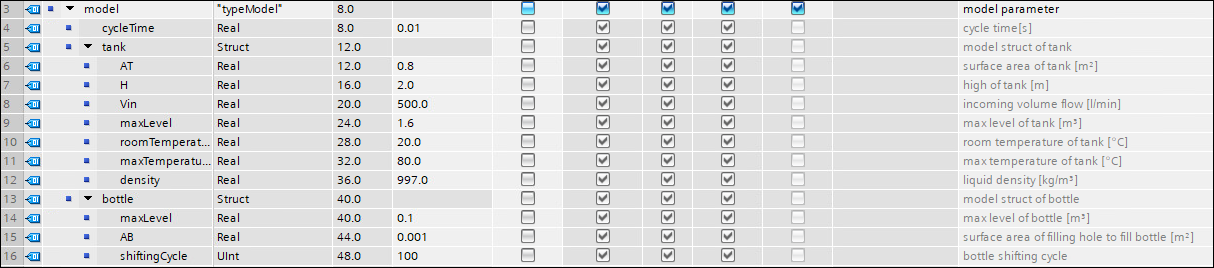 3 model "typeModel" 8.0 model parameter
4 cycleTime Real 8.0 0.01 cycle time[s]
5 tank Struct 12.0 model struct of tank
6 AT Real 12.0 0.8 surface area of tank [m²]
7 H Real 16.0 2.0 high of tank [m]
8 Vin Real 20.0 500.0 incoming volume flow [l/min]
9 maxLevel Real 24.0 1.6 max level of tank [m³]
10 roomTemperat... Real 28.0 20.0 room temperature of tank [°C]
11 maxTemperatu... Real 32.0 80.0 max temperature of tank [°C]
12 density Real 36.0 997.0 liquid density [kg/m³]
13 bottle Struct 40.0 model struct of bottle
14 maxLevel Real 40.0 0.1 max level of bottle [m³]
15 AB Real 44.0 0.001 surface area of filling hole to fill bottle [m²]
16 shiftingCycle UInt 48.0 100 bottle shifting cycle